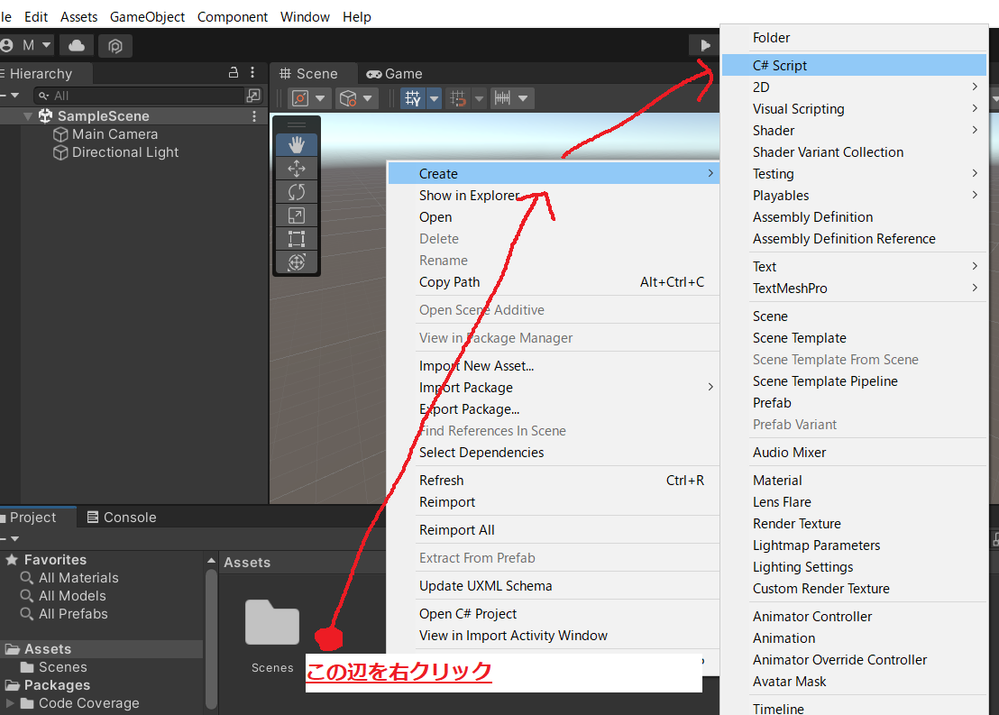 le Edit Assets GameObject Component Window Help
M
Hierarchy
All
SampleScene
Main Camera
Directional Light
Scene
Game
Create
Show in Explorer
Open
Delete
Rename
Copy Path Alt+Ctrl+C
Open Scene Additive
View in Package Manager
Import New Asset...
Import Package
Export Package...
Find References In Scene
Select Dependencies
Refresh Ctrl+R
Reimport
Reimport All
Extract From Prefab
Update UXML Schema
Open C# Project
View in Import Activity Window
Folder
C# Script
2D
Visual Scripting
Shader
Shader Variant Collection
Testing
Playables
Assembly Definition
Assembly Definition Reference
Text
TextMeshPro
Scene
Scene Template
Scene Template From Scene
Scene Template Pipeline
Prefab
Prefab Variant
Audio Mixer
Material
Lens Flare
Render Texture
Lightmap Parameters
Lighting Settings
Custom Render Texture
Animator Controller
Animation
Animator Override Controller
Avatar Mask
Timeline
Project
Console
Favorites
All Materials
All Models
All Prefabs
Assets
Scenes
Packages
Code Coverage
Assets
Scenes
この辺を右クリック